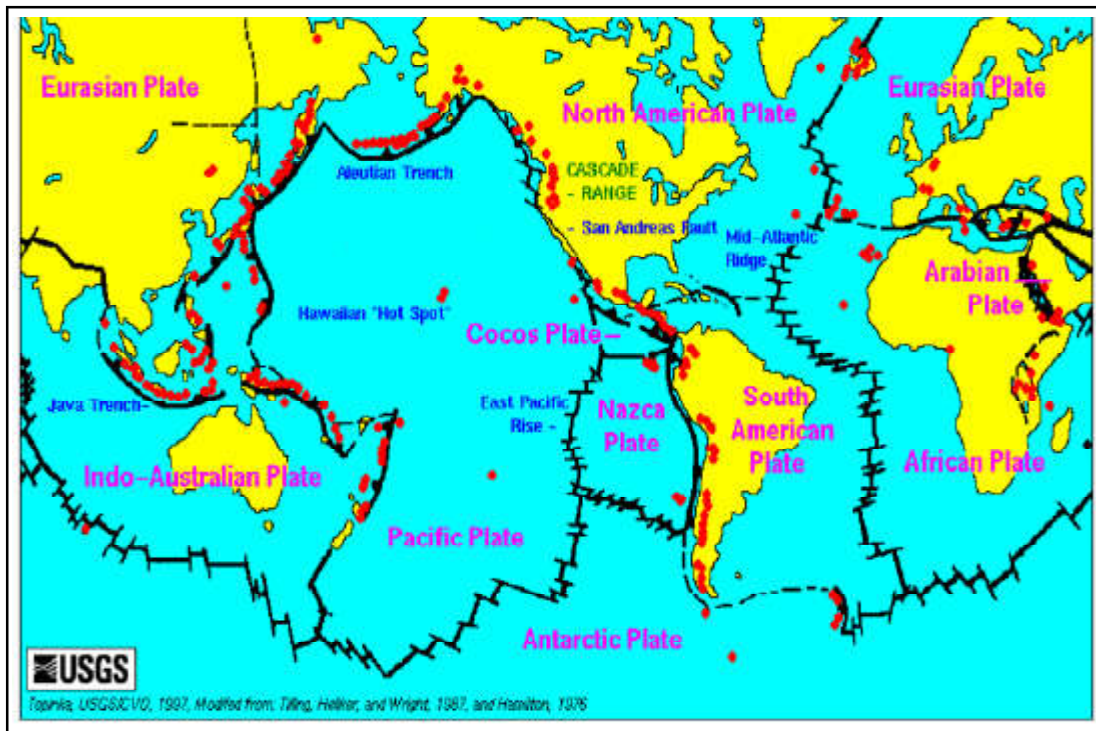 Eurasian Plate
North American Plate
Eurasian Plate
Aleutian Trench
CASCADE
- RANGE
- San Andreas Fault
Mid-Atlantic
Ridge
Arabian
Plate
Hawaiian "Hot Spot"
Cocos Plate-
Java Trench-
East Pacific
Rise -
Nazca
Plate
South
American
Plate
Indo-Australian Plate
African Plate
Pacific Plate
Antarctic Plate
USGS
Topinka, USGS/CVO, 1997, Modified from: Tilling, Heliker, and Wright, 1987, and Hamilton, 1976